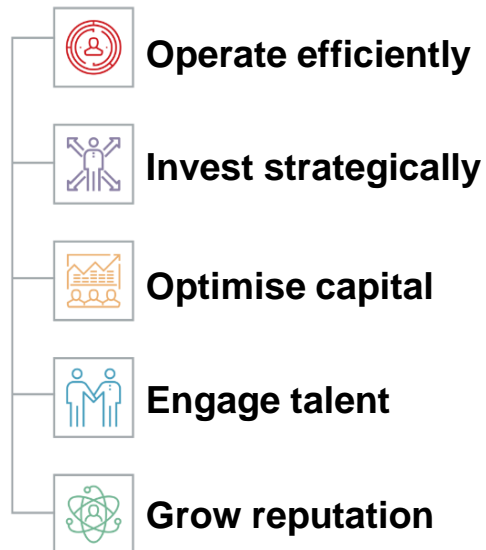 Operate efficiently
Invest strategically
Optimise capital
Engage talent
Grow reputation